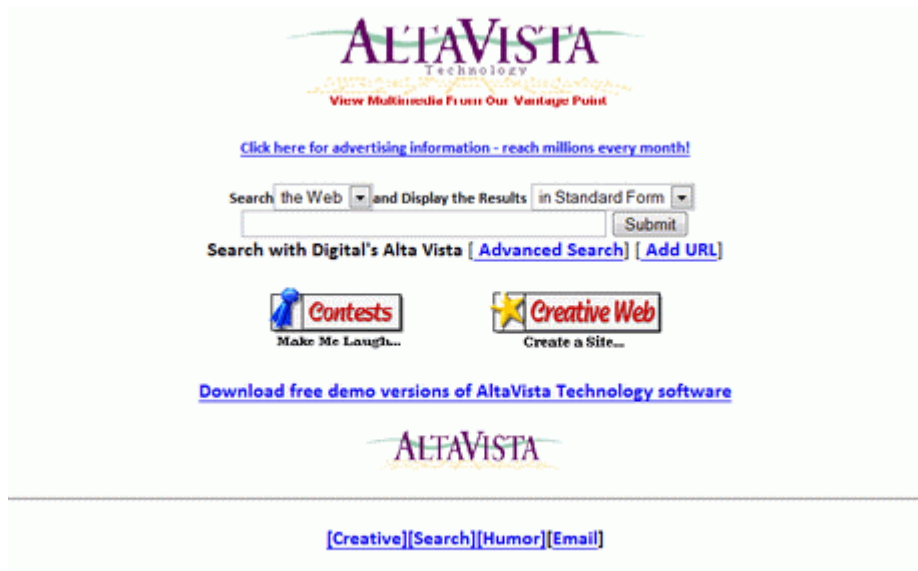 ALTAVISTA
Technology
View Multimedia From Our Vantage Point
Click here for advertising information - reach millions every month!
Search the Web and Display the Results in Standard Form
Submit
Search with Digital's Alta Vista [ Advanced Search] [ Add URL]
Contests Creative Web
Make Me Laugh... Create a Site...
Download free demo versions of AltaVista Technology software
ALTAVISTA
[Creative][Search][Humor][Email]